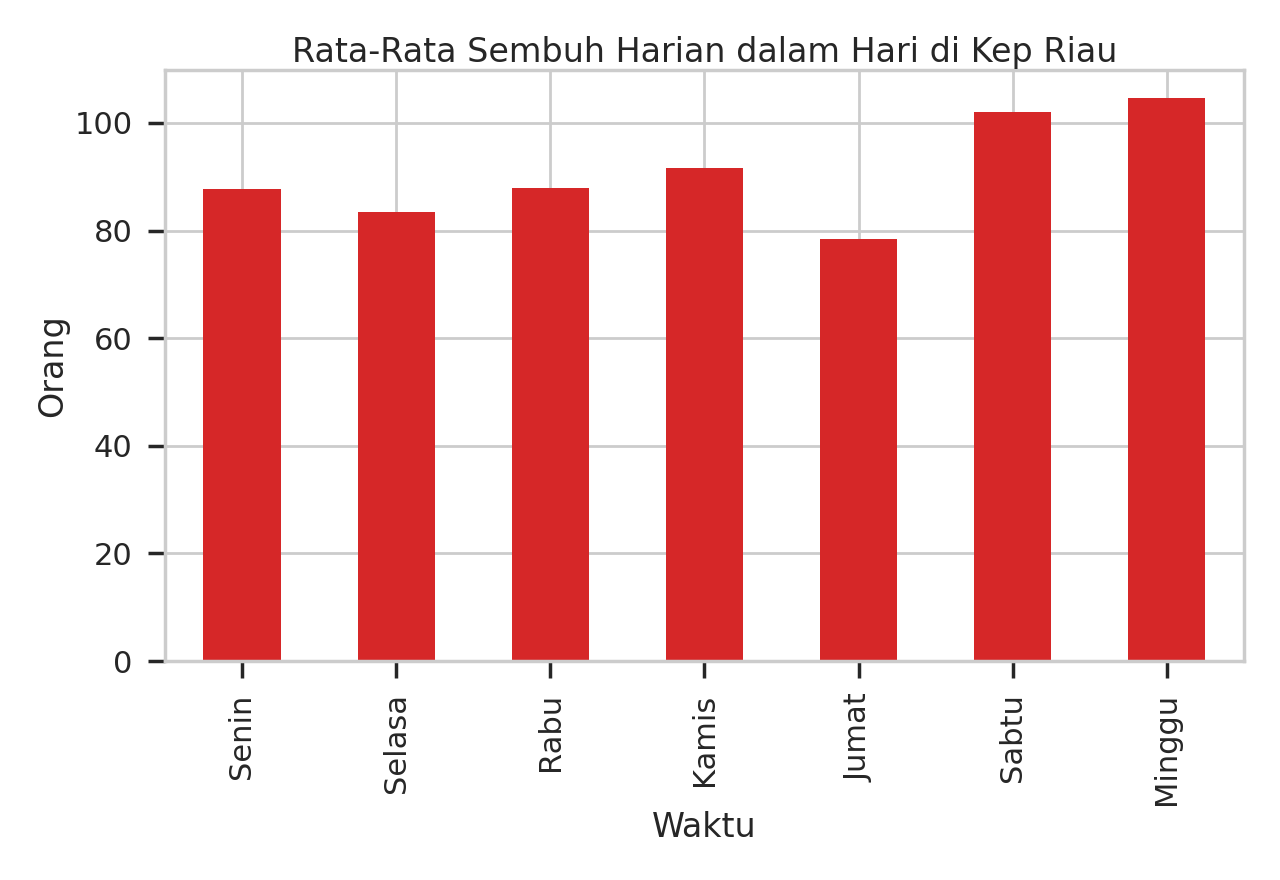 Rata-Rata Sembuh Harian dalam Hari di Kep Riau
100
80
60
40
20
0
Orang
Senin
Selasa
Rabu
Kamis
Jumat
Sabtu
Minggu
Waktu